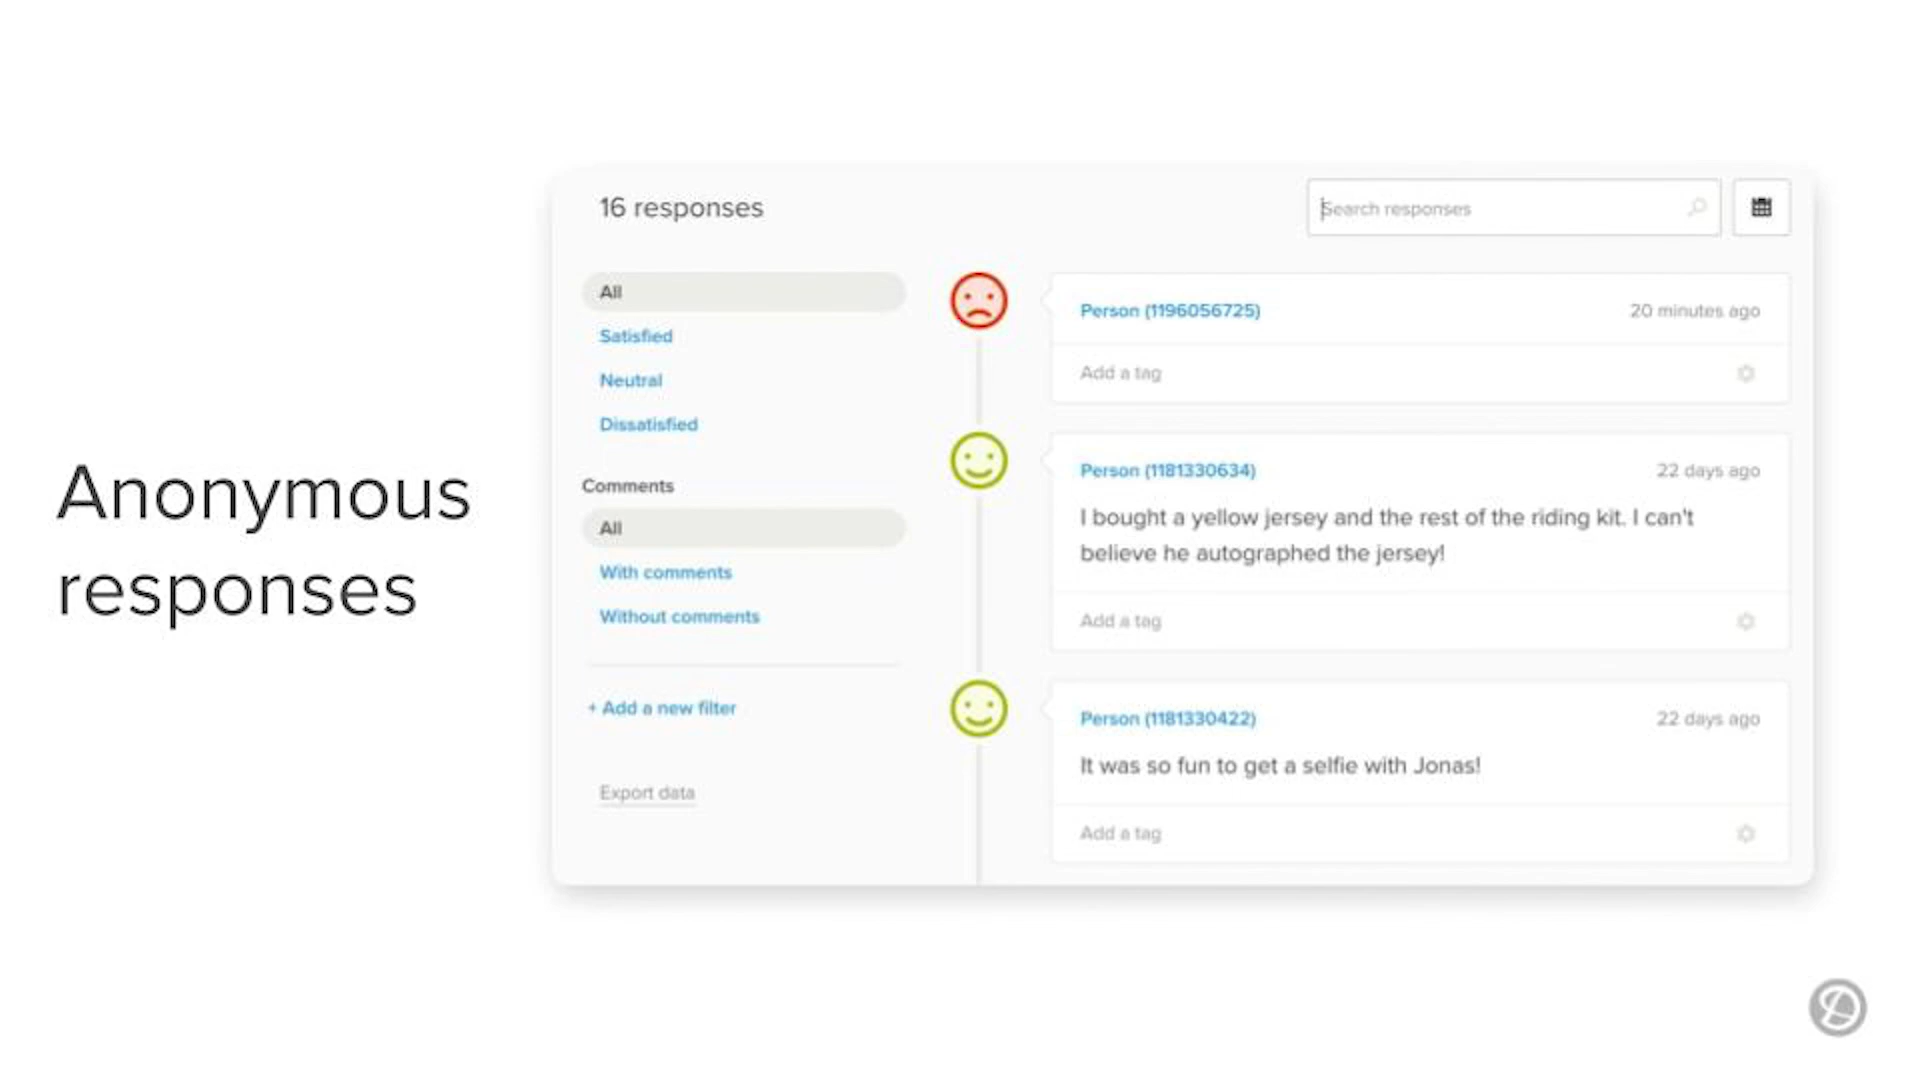 Anonymous
responses
16 responses
Search responses
All
Satisfied
Neutral
Dissatisfied
Comments
All
With comments
Without comments
+ Add a new filter
Export data
Person (1196056725)
20 minutes ago
Add a tag
Person (1181330634)
22 days ago
I bought a yellow jersey and the rest of the riding kit. I can't
believe he autographed the jersey!
Add a tag
Person (1181330422)
22 days ago
It was so fun to get a selfie with Jonas!
Add a tag